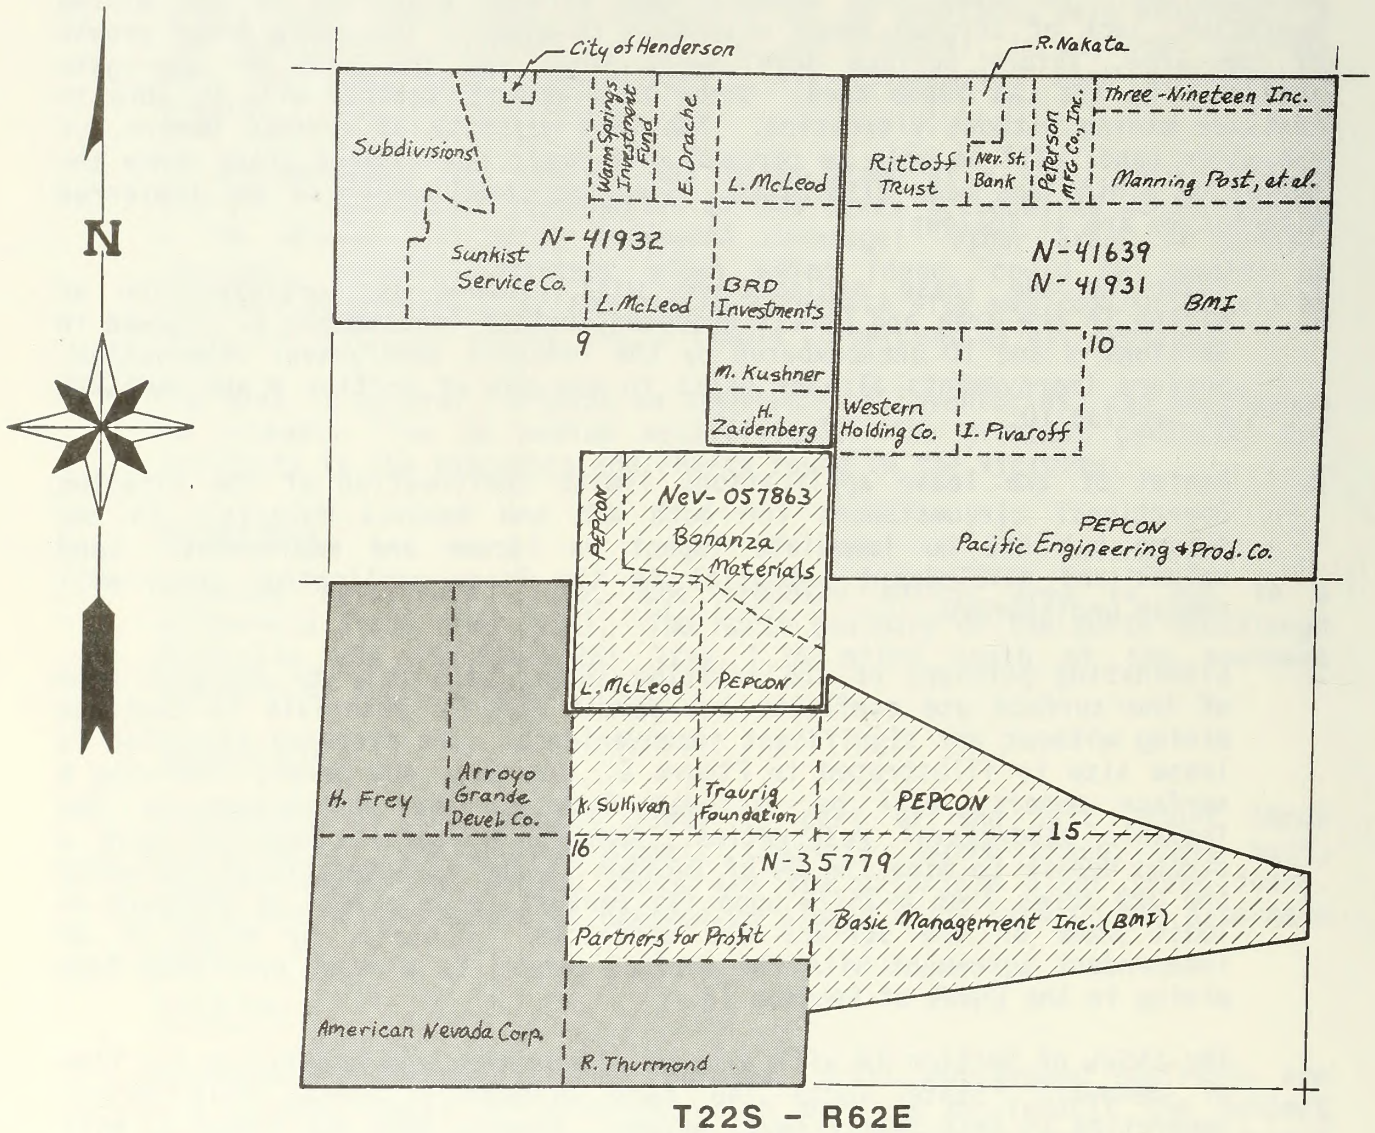 City of Henderson
R. Nakata
N
Subdivisions
Warm Springs
Investment
Fund
E. Drache
L. McLeod
Rittoff
TRUST
Nev. St.
Bank
Peterson
MFG Co., Inc.
Three-Nineteen Inc.
Manning Post, et. al.
N-41932
Sunkist
Service Co.
L. McLeod
BRD
Investments
N-41639
N-41931
BMI
9
10
M. Kushner
H.
Zaidenberg
Western
Holding Co.
I. Pivaroff
PEPCON
Nev-057863
Bonanza
Materials
PEPCON
Pacific Engineering & Prod. Co.
L. McLeod
PEPCON
H. Frey
Arroyo
Grande
Devel. Co.
K. Sullivan
Traurig
Foundation
PEPCON
15
16
N-35779
Partners for Profit
Basic Management Inc. (BMI)
American Nevada Corp.
R. Thurmond
T22S - R62E